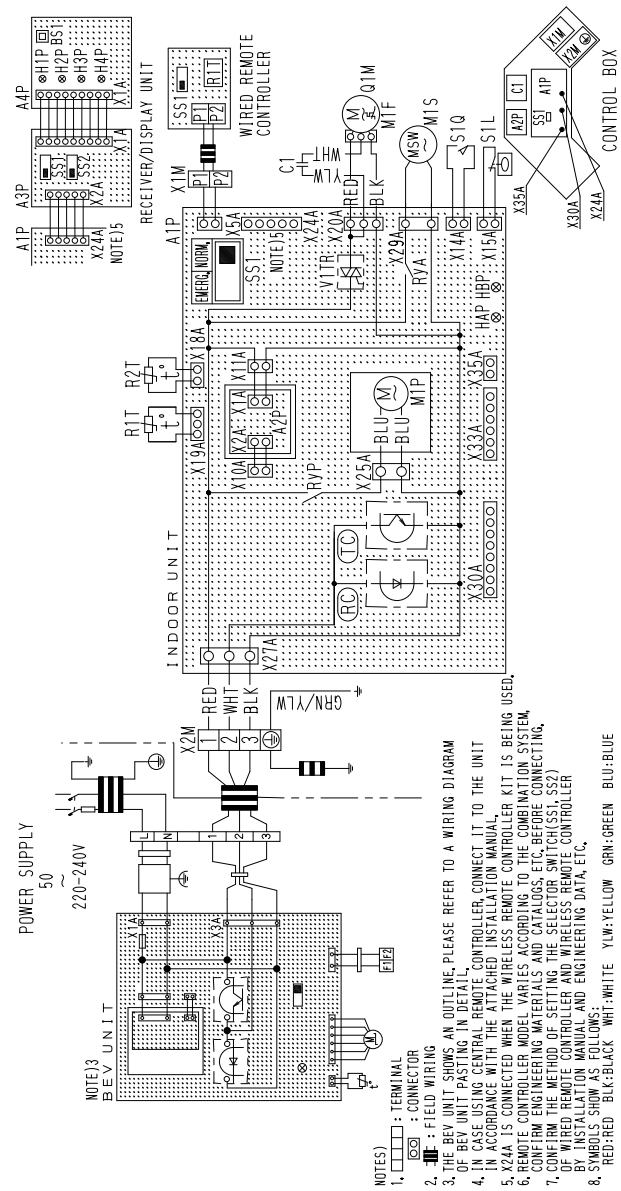 POWER SUPPLY
50
~
220-240V
NOTE)3
BEV UNIT
X1A
X3A
L
N
1
2
3
F1 F2
M
t°
X2M
1
2
3
RED
WHT
BLK
GRN/YLW
INDOOR UNIT
X27A
R1T
t°
R2T
t°
X19A
X18A
X10A
X2A
X1A
X11A
A2P
RyP
X25A
BLU
BLU
M
M1P
RC
TC
X30A
X33A
X35A
HAP
HBP
EMERG.
NORM.
SS1
NOTE)5
V1TR
RyA
A1P
X5A
X24A
X20A
X29A
X14A
X15A
RED
YLW
WHT
BLK
C1
M
Q1M
M1F
MSW
M1S
S1Q
S1L
A1P
X24A
NOTE)5
A3P
SS1
SS2
X2A
X1A
A4P
X1A
H1P
H2P
H3P
H4P
BS1
RECEIVER/DISPLAY UNIT
X1M
P1
P2
P1
P2
SS1
R1T
WIRED REMOTE
CONTROLLER
X35A
X30A
X24A
A2P
C1
SS1
A1P
X1M
X2M
CONTROL BOX
NOTES)
1. : TERMINAL
: CONNECTOR
2. : FIELD WIRING
3. THE BEV UNIT SHOWS AN OUTLINE, PLEASE REFER TO A WIRING DIAGRAM
OF BEV UNIT PASTING IN DETAIL.
4. IN CASE USING CENTRAL REMOTE CONTROLLER, CONNECT IT TO THE UNIT
IN ACCORDANCE WITH THE ATTACHED INSTALLATION MANUAL.
5. X24A IS CONNECTED WHEN THE WIRELESS REMOTE CONTROLLER KIT IS BEING USED.
6. REMOTE CONTROLLER MODEL VARIES ACCORDING TO THE COMBINATION SYSTEM,
CONFIRM ENGINEERING MATERIALS AND CATALOGS, ETC. BEFORE CONNECTING.
7. CONFIRM THE METHOD OF SETTING THE SELECTOR SWITCH(SS1, SS2)
OF WIRED REMOTE CONTROLLER AND WIRELESS REMOTE CONTROLLER
BY INSTALLATION MANUAL AND ENGINEERING DATA, ETC.
8. SYMBOLS SHOW AS FOLLOWS:
RED:RED BLK:BLACK WHT:WHITE YLW:YELLOW GRN:GREEN BLU:BLUE